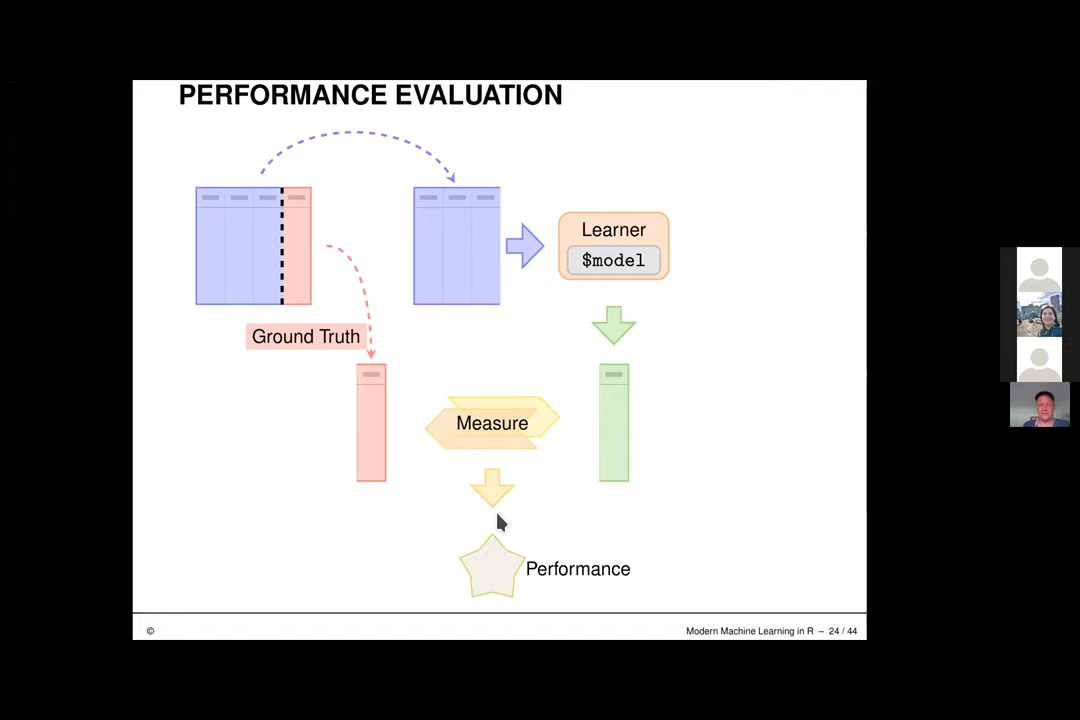 PERFORMANCE EVALUATION
Learner
$model
Ground Truth
Measure
Performance
©
Modern Machine Learning in R – 24 / 44